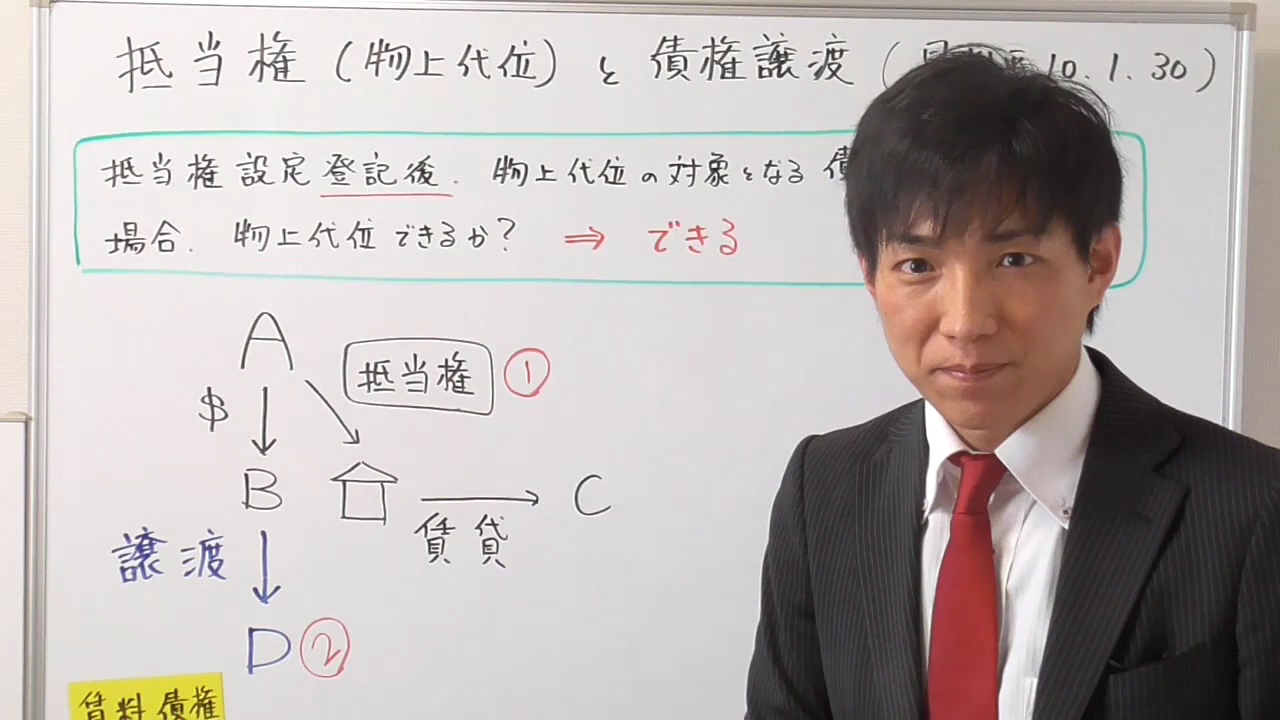 抵当権(物上代位)と債権譲渡( 10.1.30)
抵当権設定登記後、物上代位の対象となる債
場合、物上代位できるか? ⇒ できる
A
抵当権 ①
$
B
C
賃貸
譲渡
D ②
賃料債権